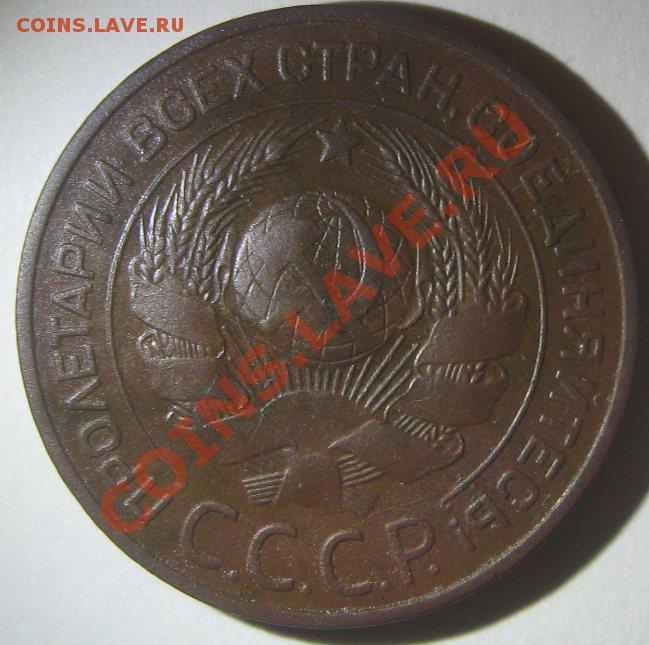 COINS.LAVE.RU
ПРОЛЕТАРИИ ВСЕХ СТРАН, СОЕДИНЯЙТЕСЬ!
С.С.С.Р.
COINS.LAVE.RU